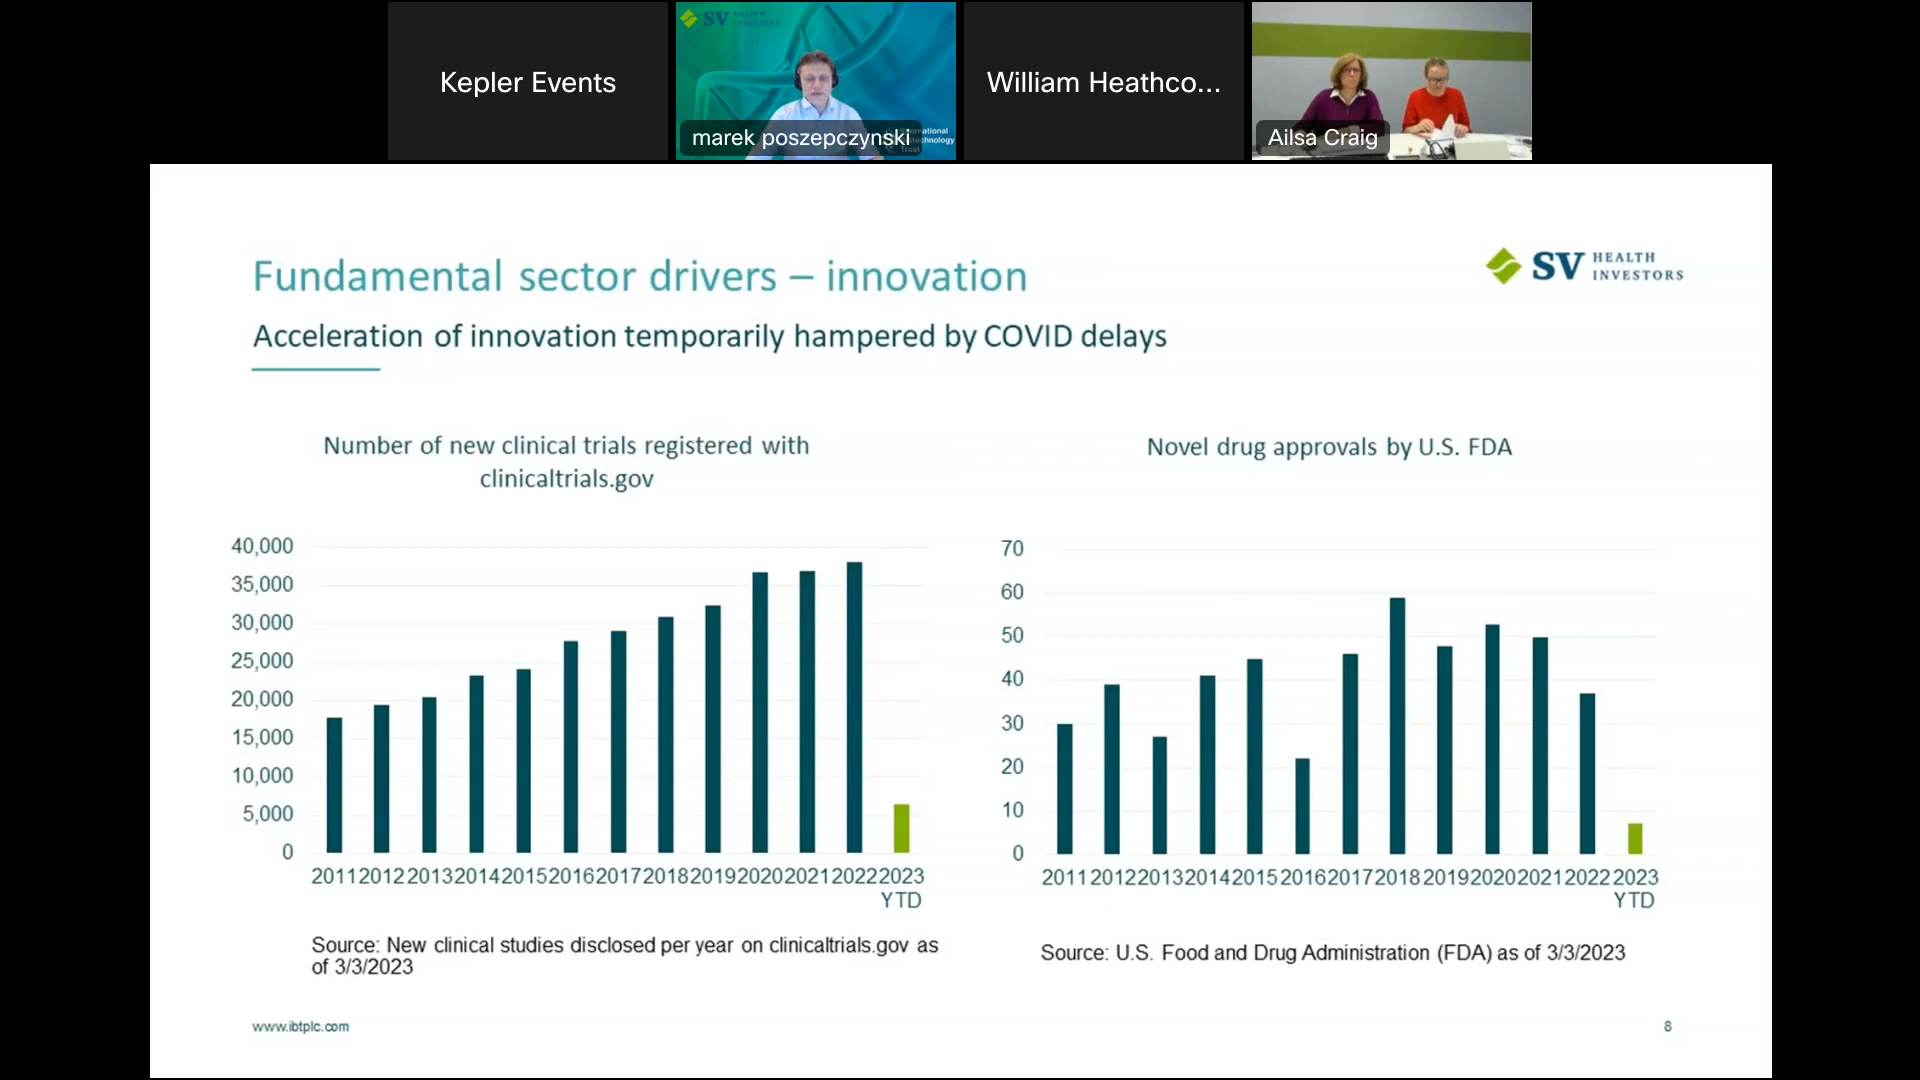 SV HEALTH
INVESTORS
Kepler Events
marek poszepczynski
William Heathco...
Ailsa Craig
Fundamental sector drivers – innovation
SV HEALTH
INVESTORS
Acceleration of innovation temporarily hampered by COVID delays
Number of new clinical trials registered with
clinicaltrials.gov
40,000
35,000
30,000
25,000
20,000
15,000
10,000
5,000
0
2011 2012 2013 2014 2015 2016 2017 2018 2019 2020 2021 2022 2023
YTD
Source: New clinical studies disclosed per year on clinicaltrials.gov as
of 3/3/2023
Novel drug approvals by U.S. FDA
70
60
50
40
30
20
10
0
2011 2012 2013 2014 2015 2016 2017 2018 2019 2020 2021 2022 2023
YTD
Source: U.S. Food and Drug Administration (FDA) as of 3/3/2023
www.ibtplc.com
8